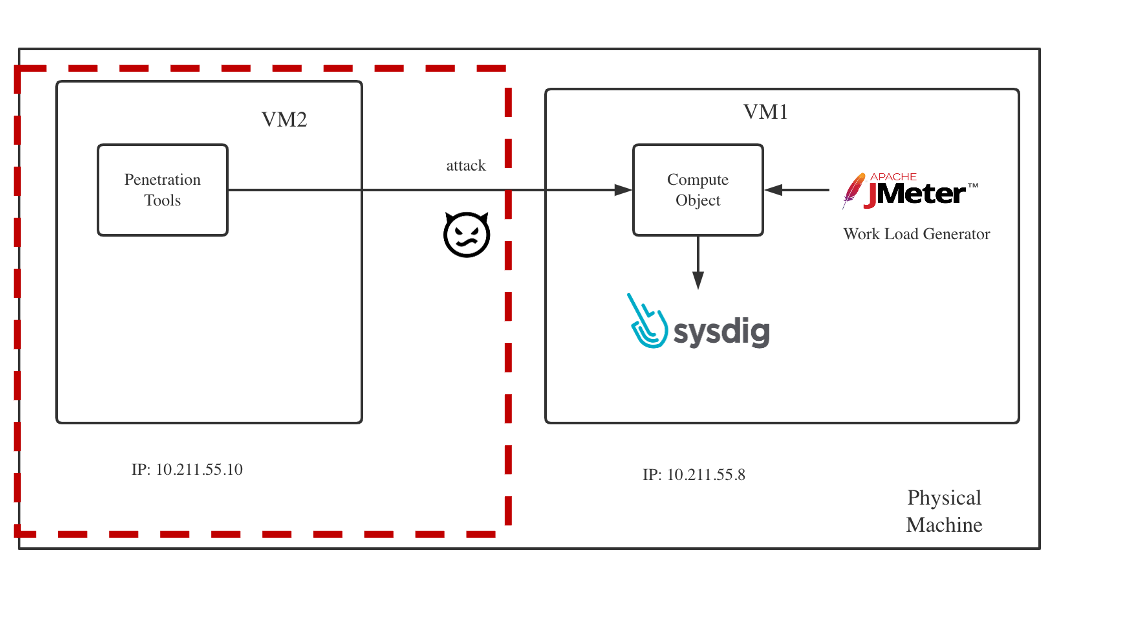 VM2
Penetration
Tools
attack
IP: 10.211.55.10
VM1
Compute
Object
APACHE
JMeter™
Work Load Generator
sysdig
IP: 10.211.55.8
Physical
Machine